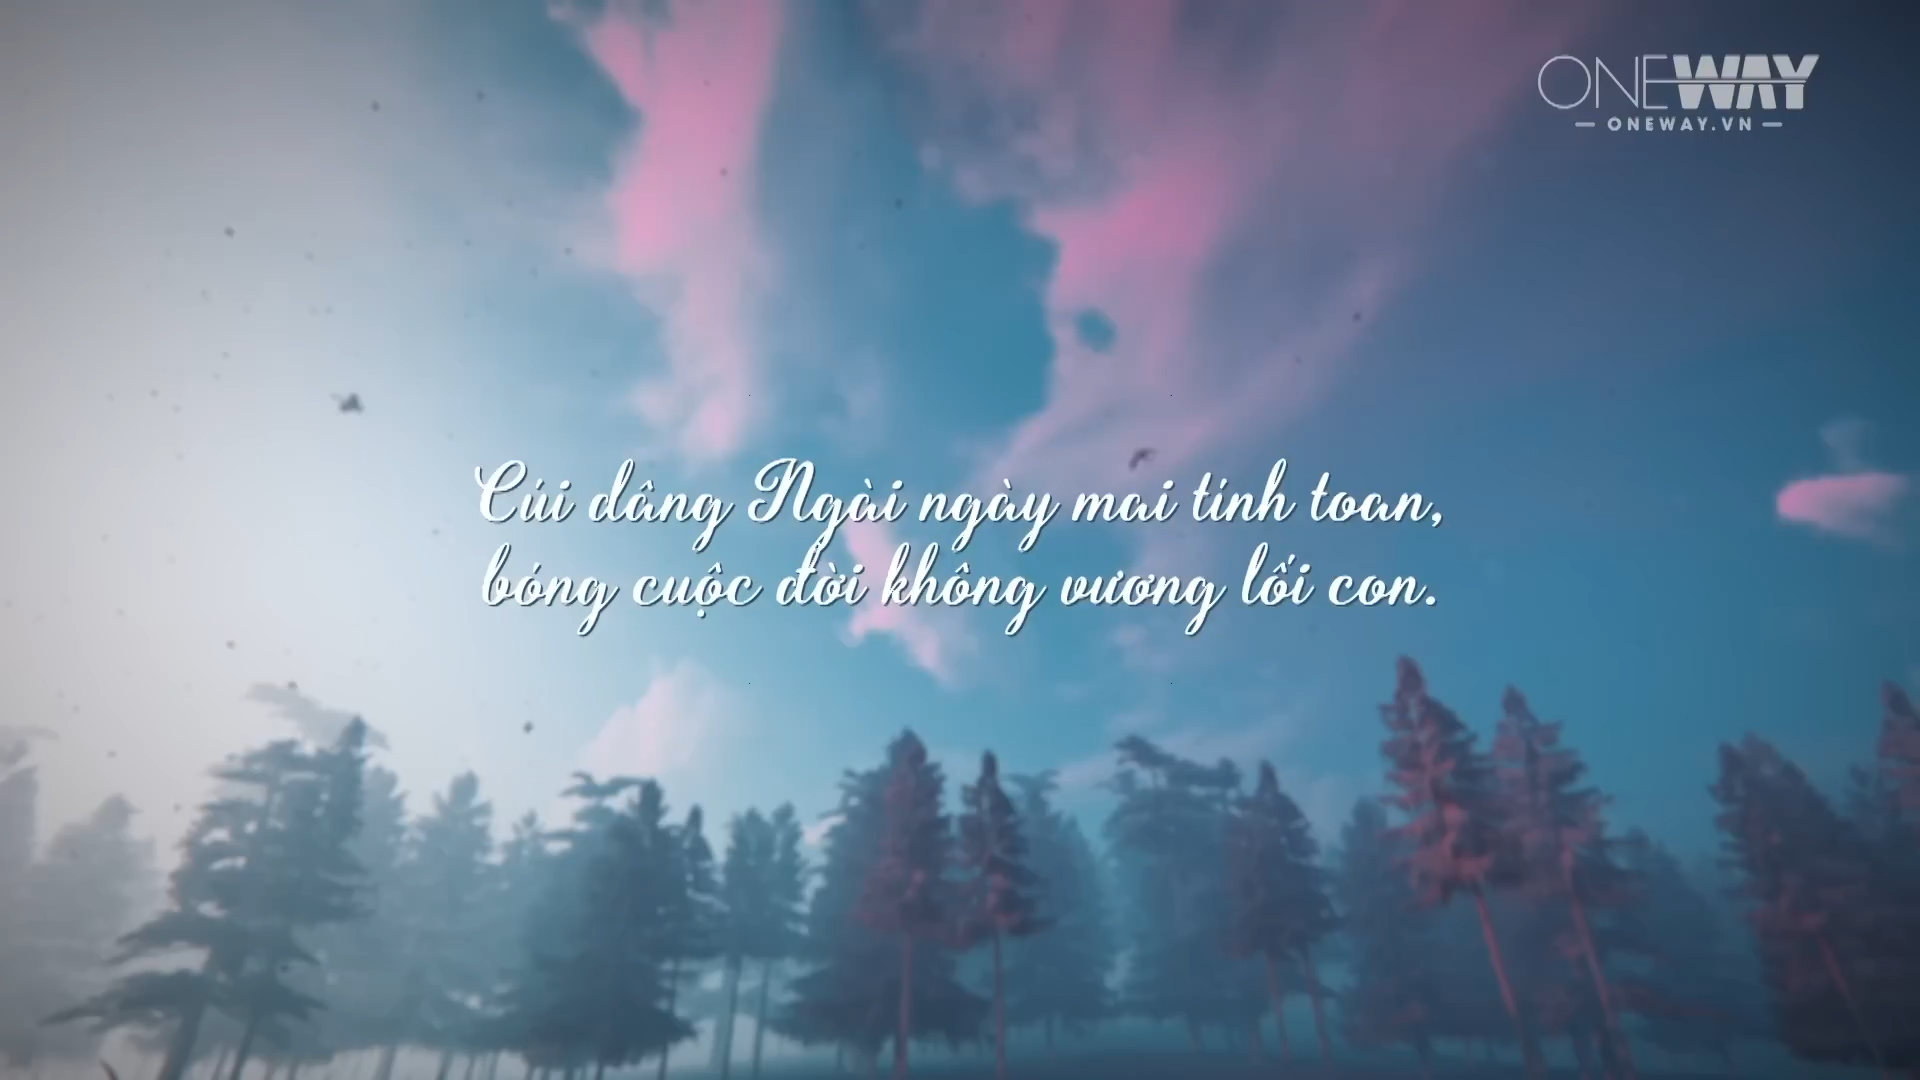 ONEWAY
ONEWAY.VN
Cúi dâng Ngài ngày mai tính toan,
bóng cuộc đời không vương lối con.